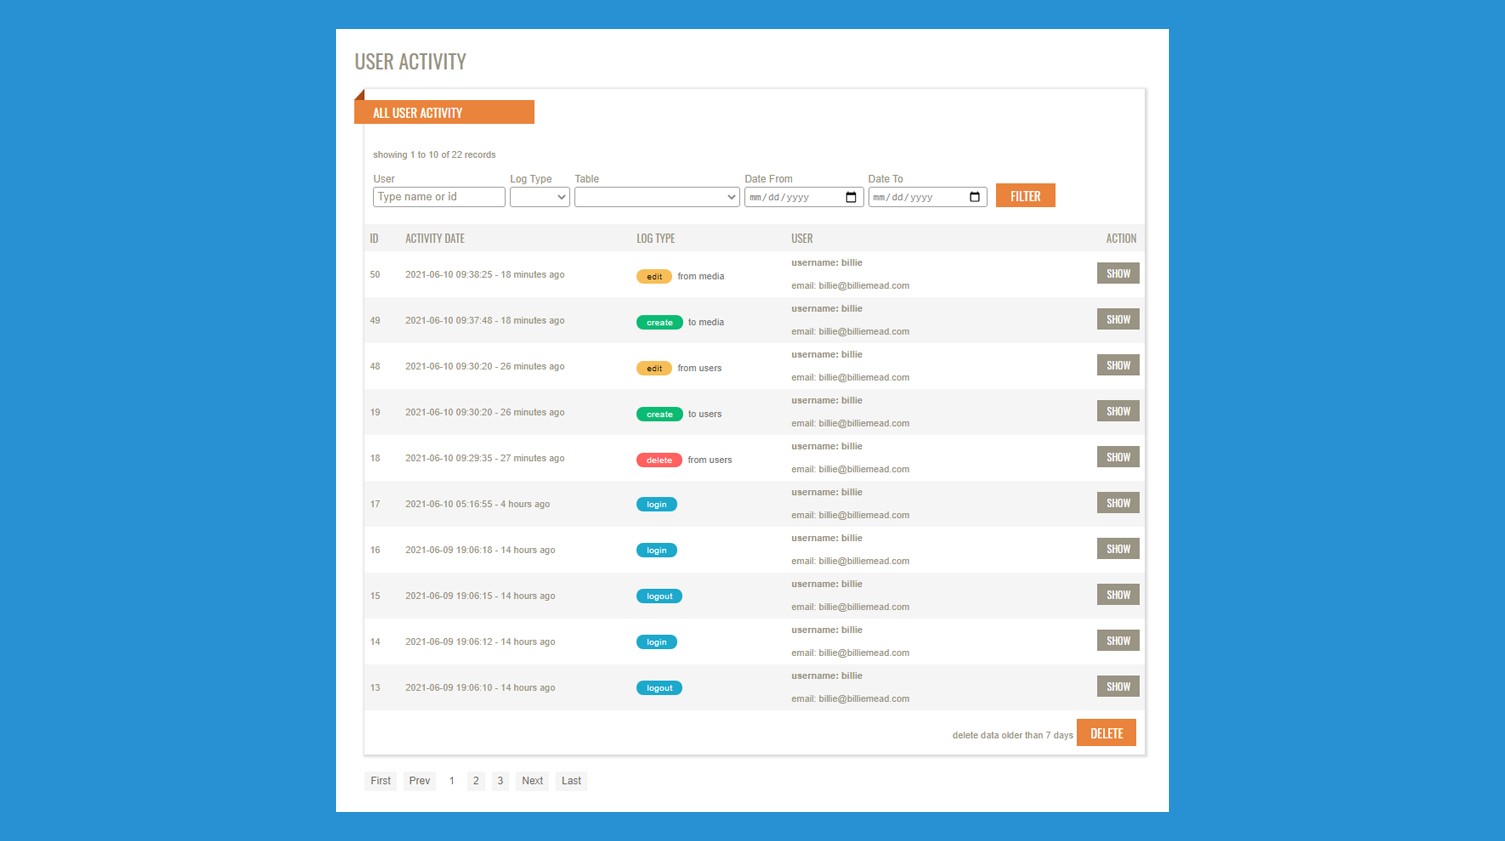 USER ACTIVITY
ALL USER ACTIVITY
showing 1 to 10 of 22 records
User Log Type Table Date From Date To
Type name or id mm/dd/yyyy mm/dd/yyyy FILTER
ID ACTIVITY DATE LOG TYPE USER ACTION
50 2021-06-10 09:38:25 - 18 minutes ago edit from media username: billie SHOW
email: billie@billiemead.com
49 2021-06-10 09:37:48 - 18 minutes ago create to media username: billie SHOW
email: billie@billiemead.com
48 2021-06-10 09:30:20 - 26 minutes ago edit from users username: billie SHOW
email: billie@billiemead.com
19 2021-06-10 09:30:20 - 26 minutes ago create to users username: billie SHOW
email: billie@billiemead.com
18 2021-06-10 09:29:35 - 27 minutes ago delete from users username: billie SHOW
email: billie@billiemead.com
17 2021-06-10 05:16:55 - 4 hours ago login username: billie SHOW
email: billie@billiemead.com
16 2021-06-09 19:06:18 - 14 hours ago login username: billie SHOW
email: billie@billiemead.com
15 2021-06-09 19:06:15 - 14 hours ago logout username: billie SHOW
email: billie@billiemead.com
14 2021-06-09 19:06:12 - 14 hours ago login username: billie SHOW
email: billie@billiemead.com
13 2021-06-09 19:06:10 - 14 hours ago logout username: billie SHOW
email: billie@billiemead.com
delete data older than 7 days DELETE
First Prev 1 2 3 Next Last